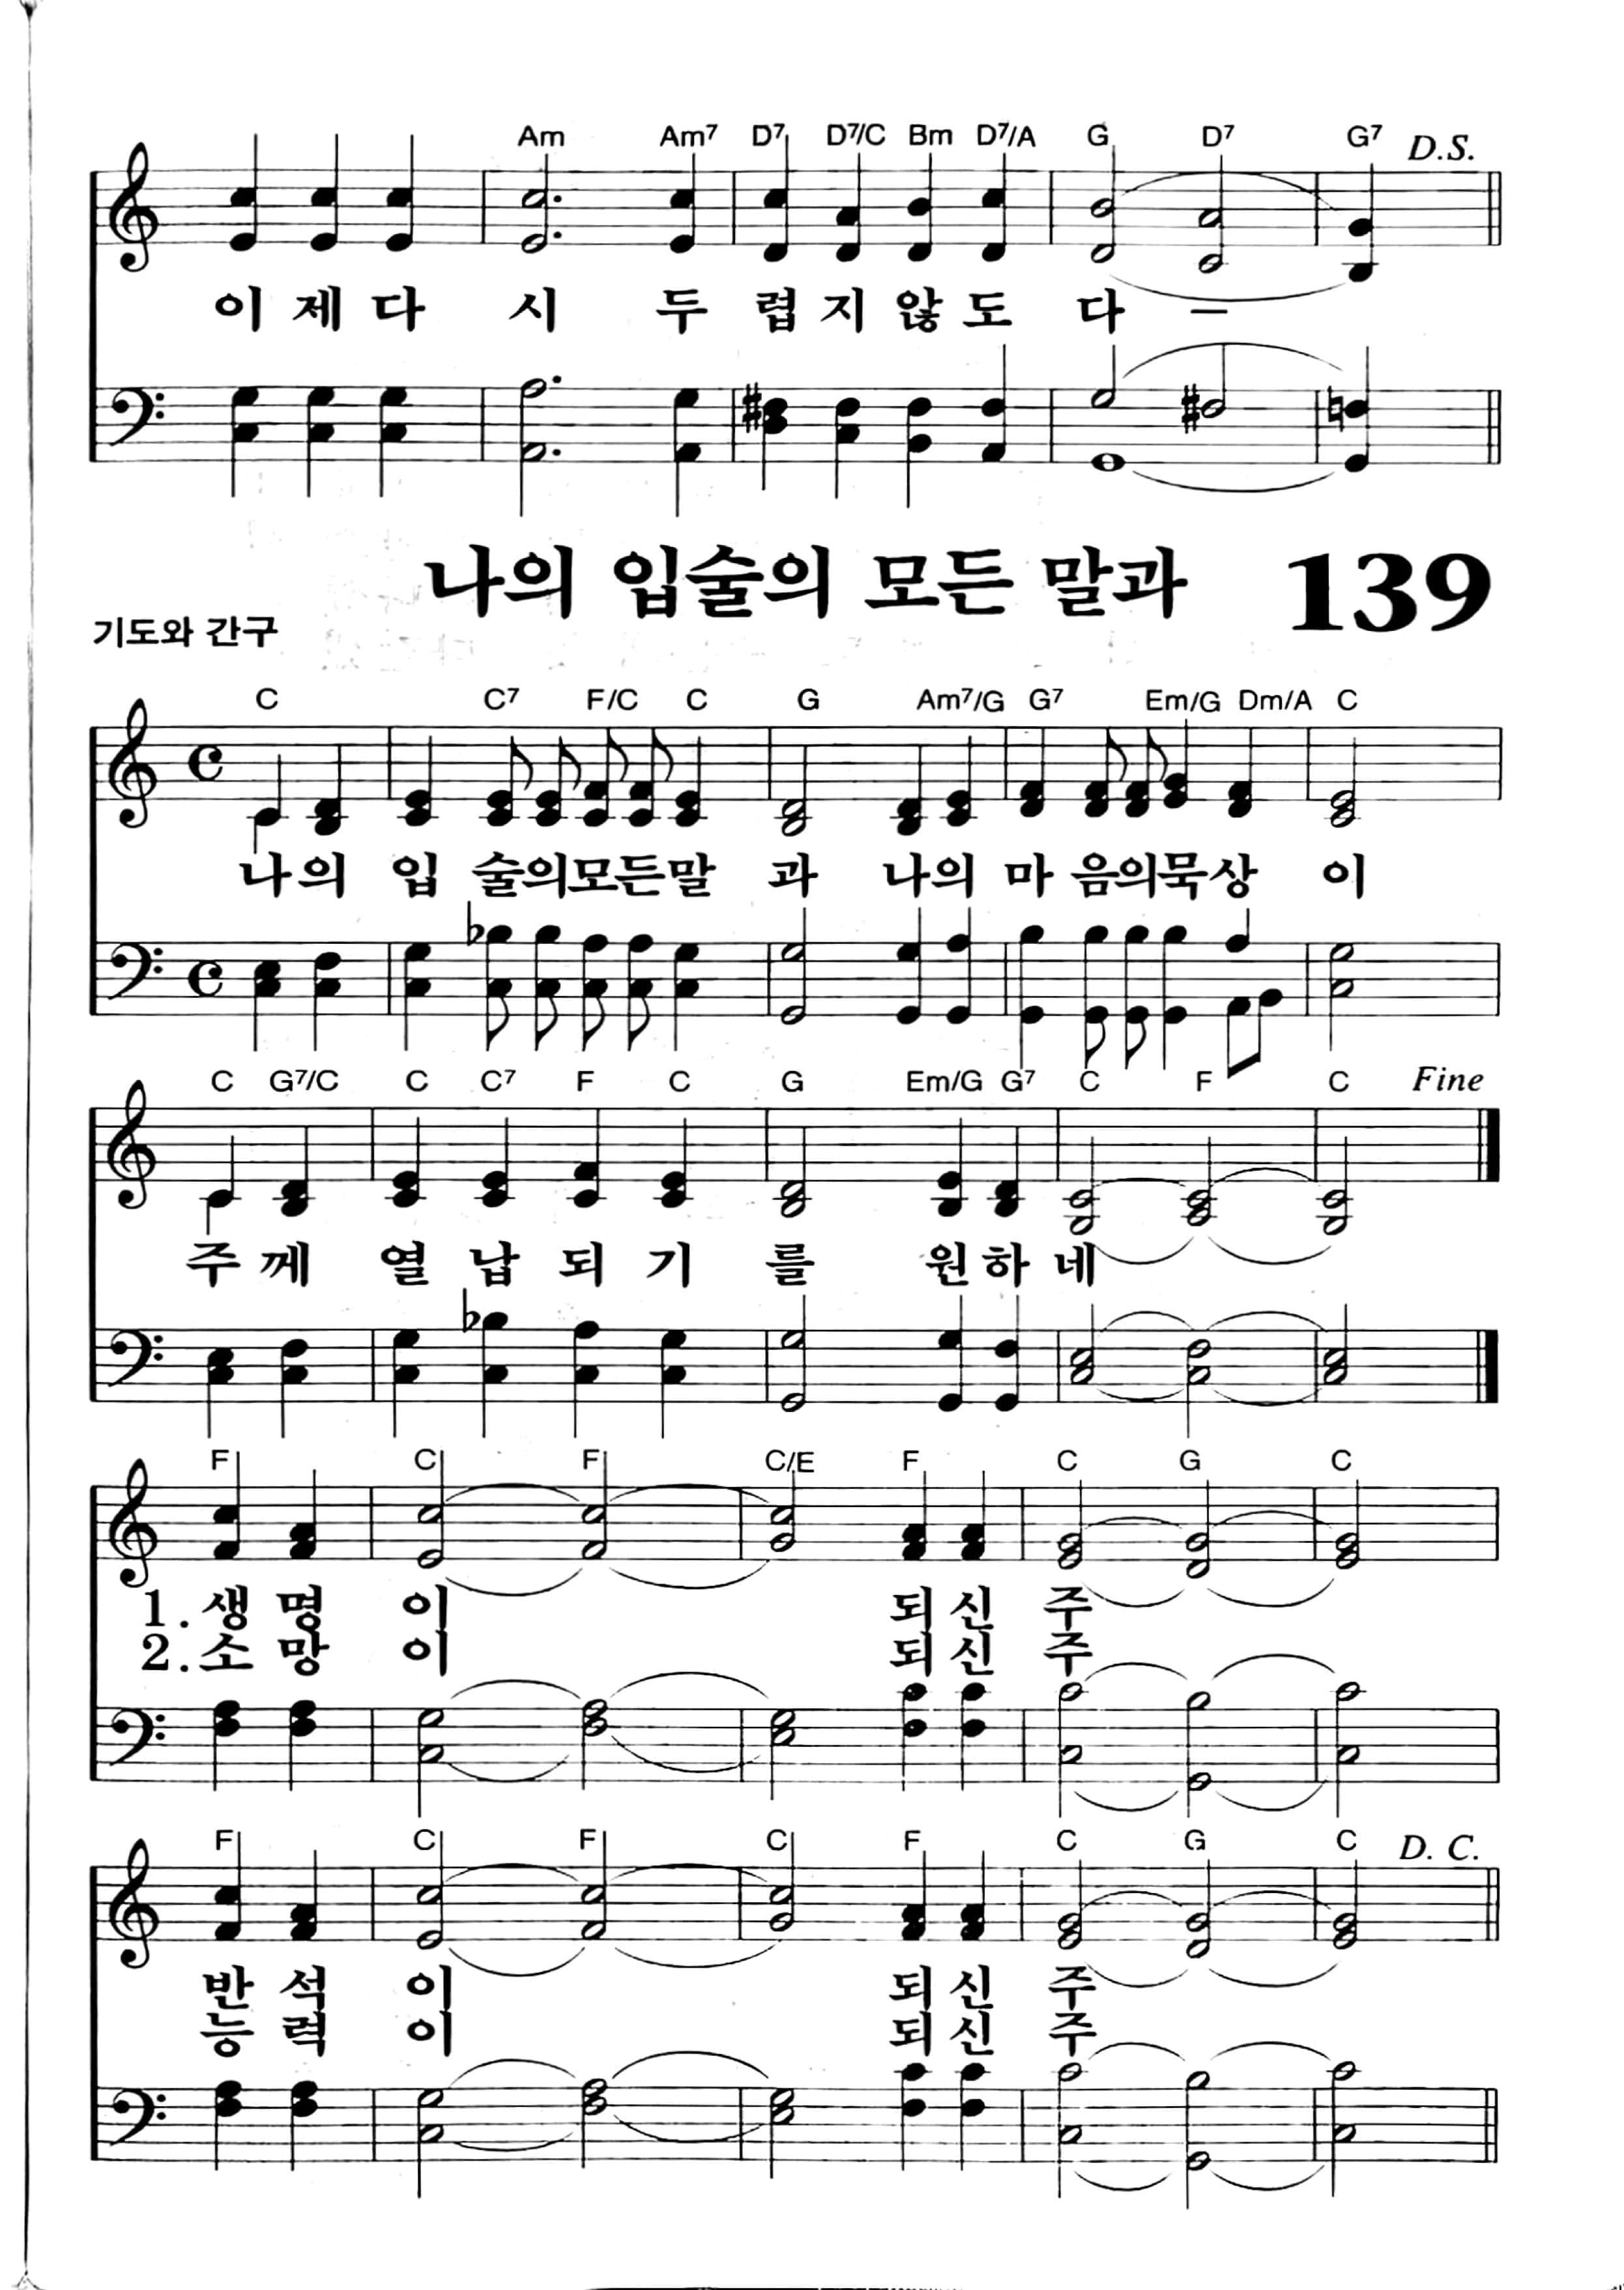 Am Am7 D7 D7/C Bm D7/A G D7 G7 D.S.
이 제 다 시 두 렵 지 않 도 다 –
나의 입술의 모든 말과 139
기도와 간구
C C7 F/C C G Am7/G G7 Em/G Dm/A C
나의 입 술의모든말 과 나의 마 음의묵상 이
C G7/C C C7 F C G Em/G G7 C F C Fine
주 께 열 납 되 기 를 원 하 네
F C F C/E F C G C
1. 생 명 이 되 신 주
2. 소 망 이 되 신 주
F C F C F C G C D. C.
반 석 이 되 신 주
능 력 이 되 신 주